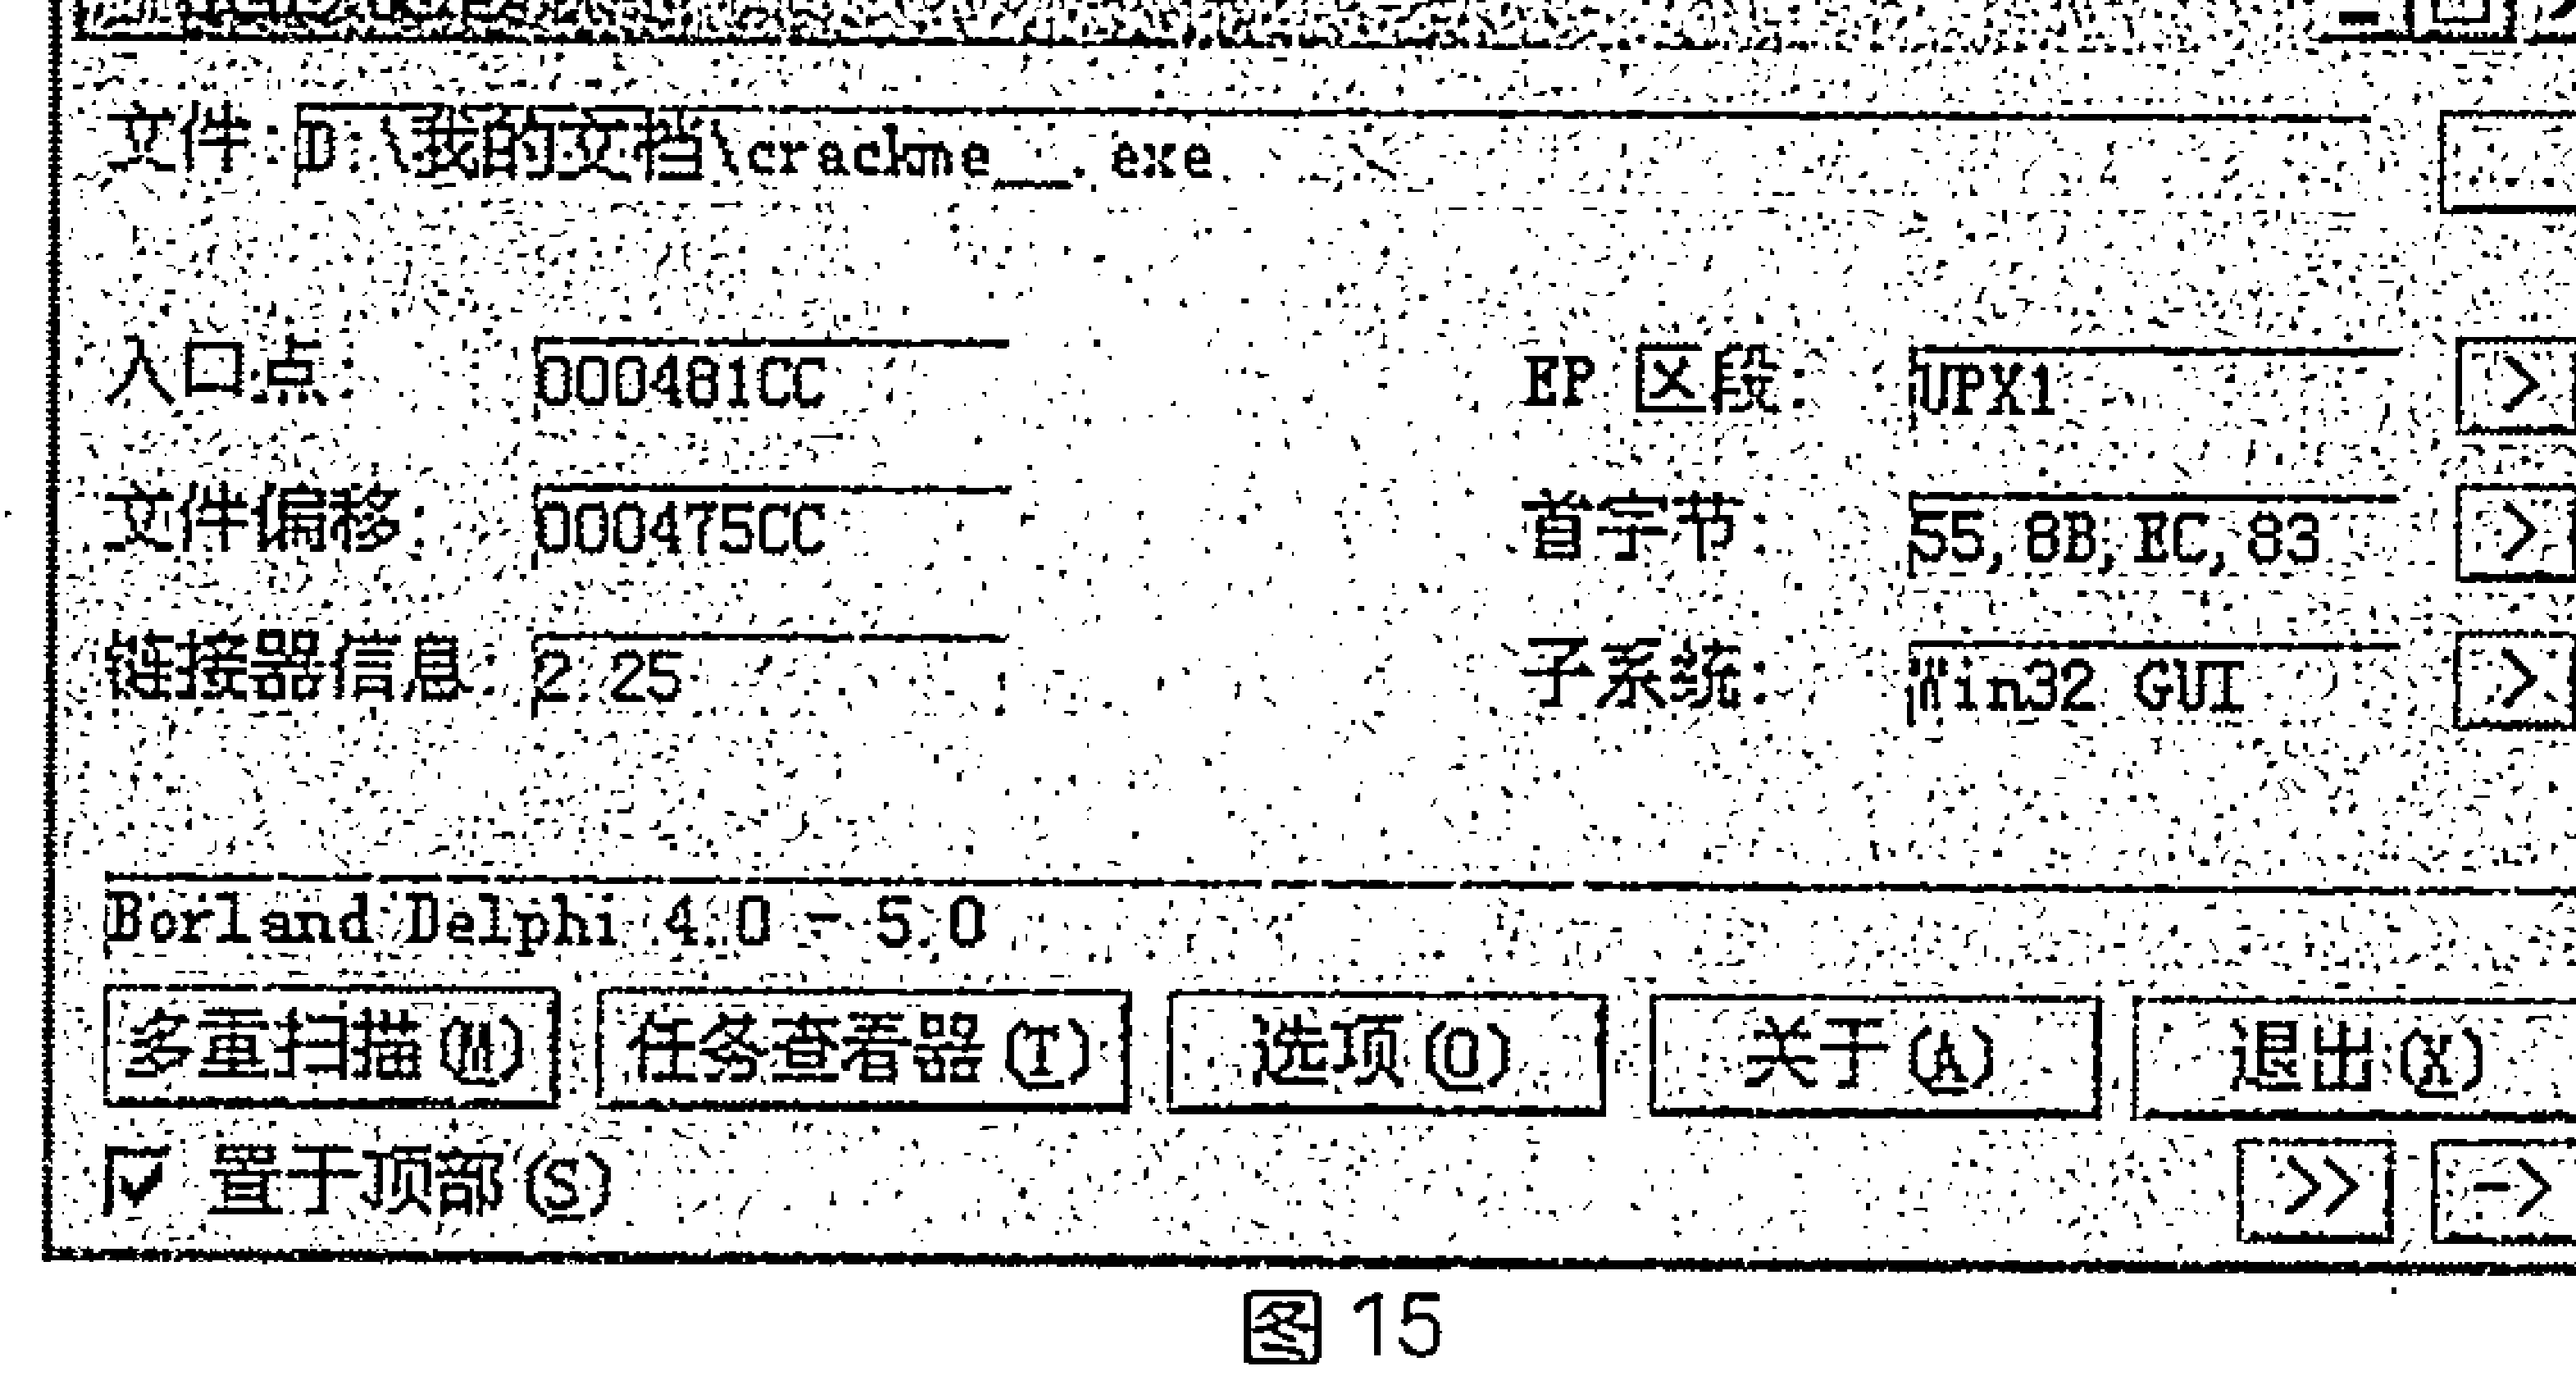 文件: D:\我的文档\crackme__.exe
入口点: 000481CC EP 区段: UPX1 >
文件偏移: 000475CC 首字节: 55,8B,EC,83 >
链接器信息: 2.25 子系统: Win32 GUI >
Borland Delphi 4.0 - 5.0
多重扫描(M) 任务查看器(T) 选项(O) 关于(A) 退出(X)
置于顶部(S) >> ->
图 15